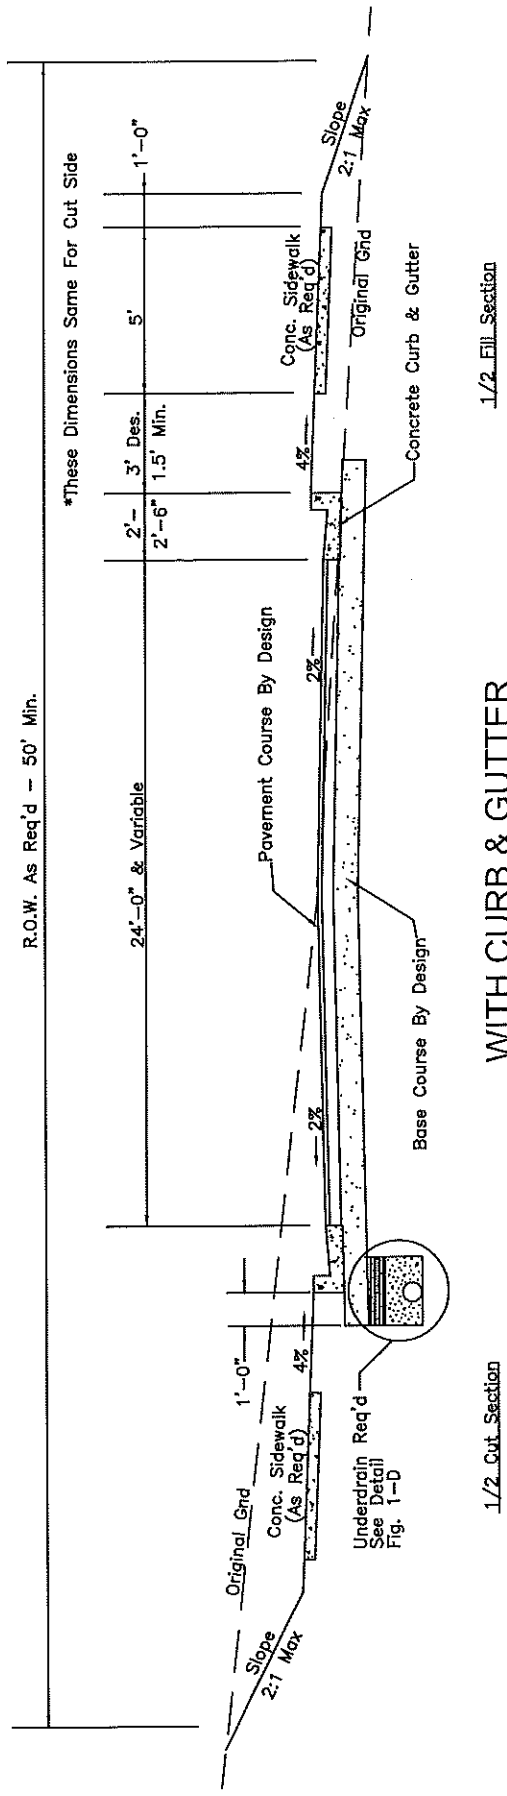 R.O.W. As Req'd — 50' Min.
*These Dimensions Same For Cut Side
24'-0" & Variable
2'-
2'-6"
3' Des.
1.5' Min.
5'
1'-0"
1'-0"
Original Gnd
Slope
2:1 Max
Conc. Sidewalk
(As Req'd)
4%
2%
Pavement Course By Design
2%
4%
Conc. Sidewalk
(As Req'd)
Slope
2:1 Max
Original Gnd
Underdrain Req'd
See Detail
Fig. 1-D
Base Course By Design
Concrete Curb & Gutter
1/2 Cut Section
1/2 Fill Section
WITH CURB & GUTTER